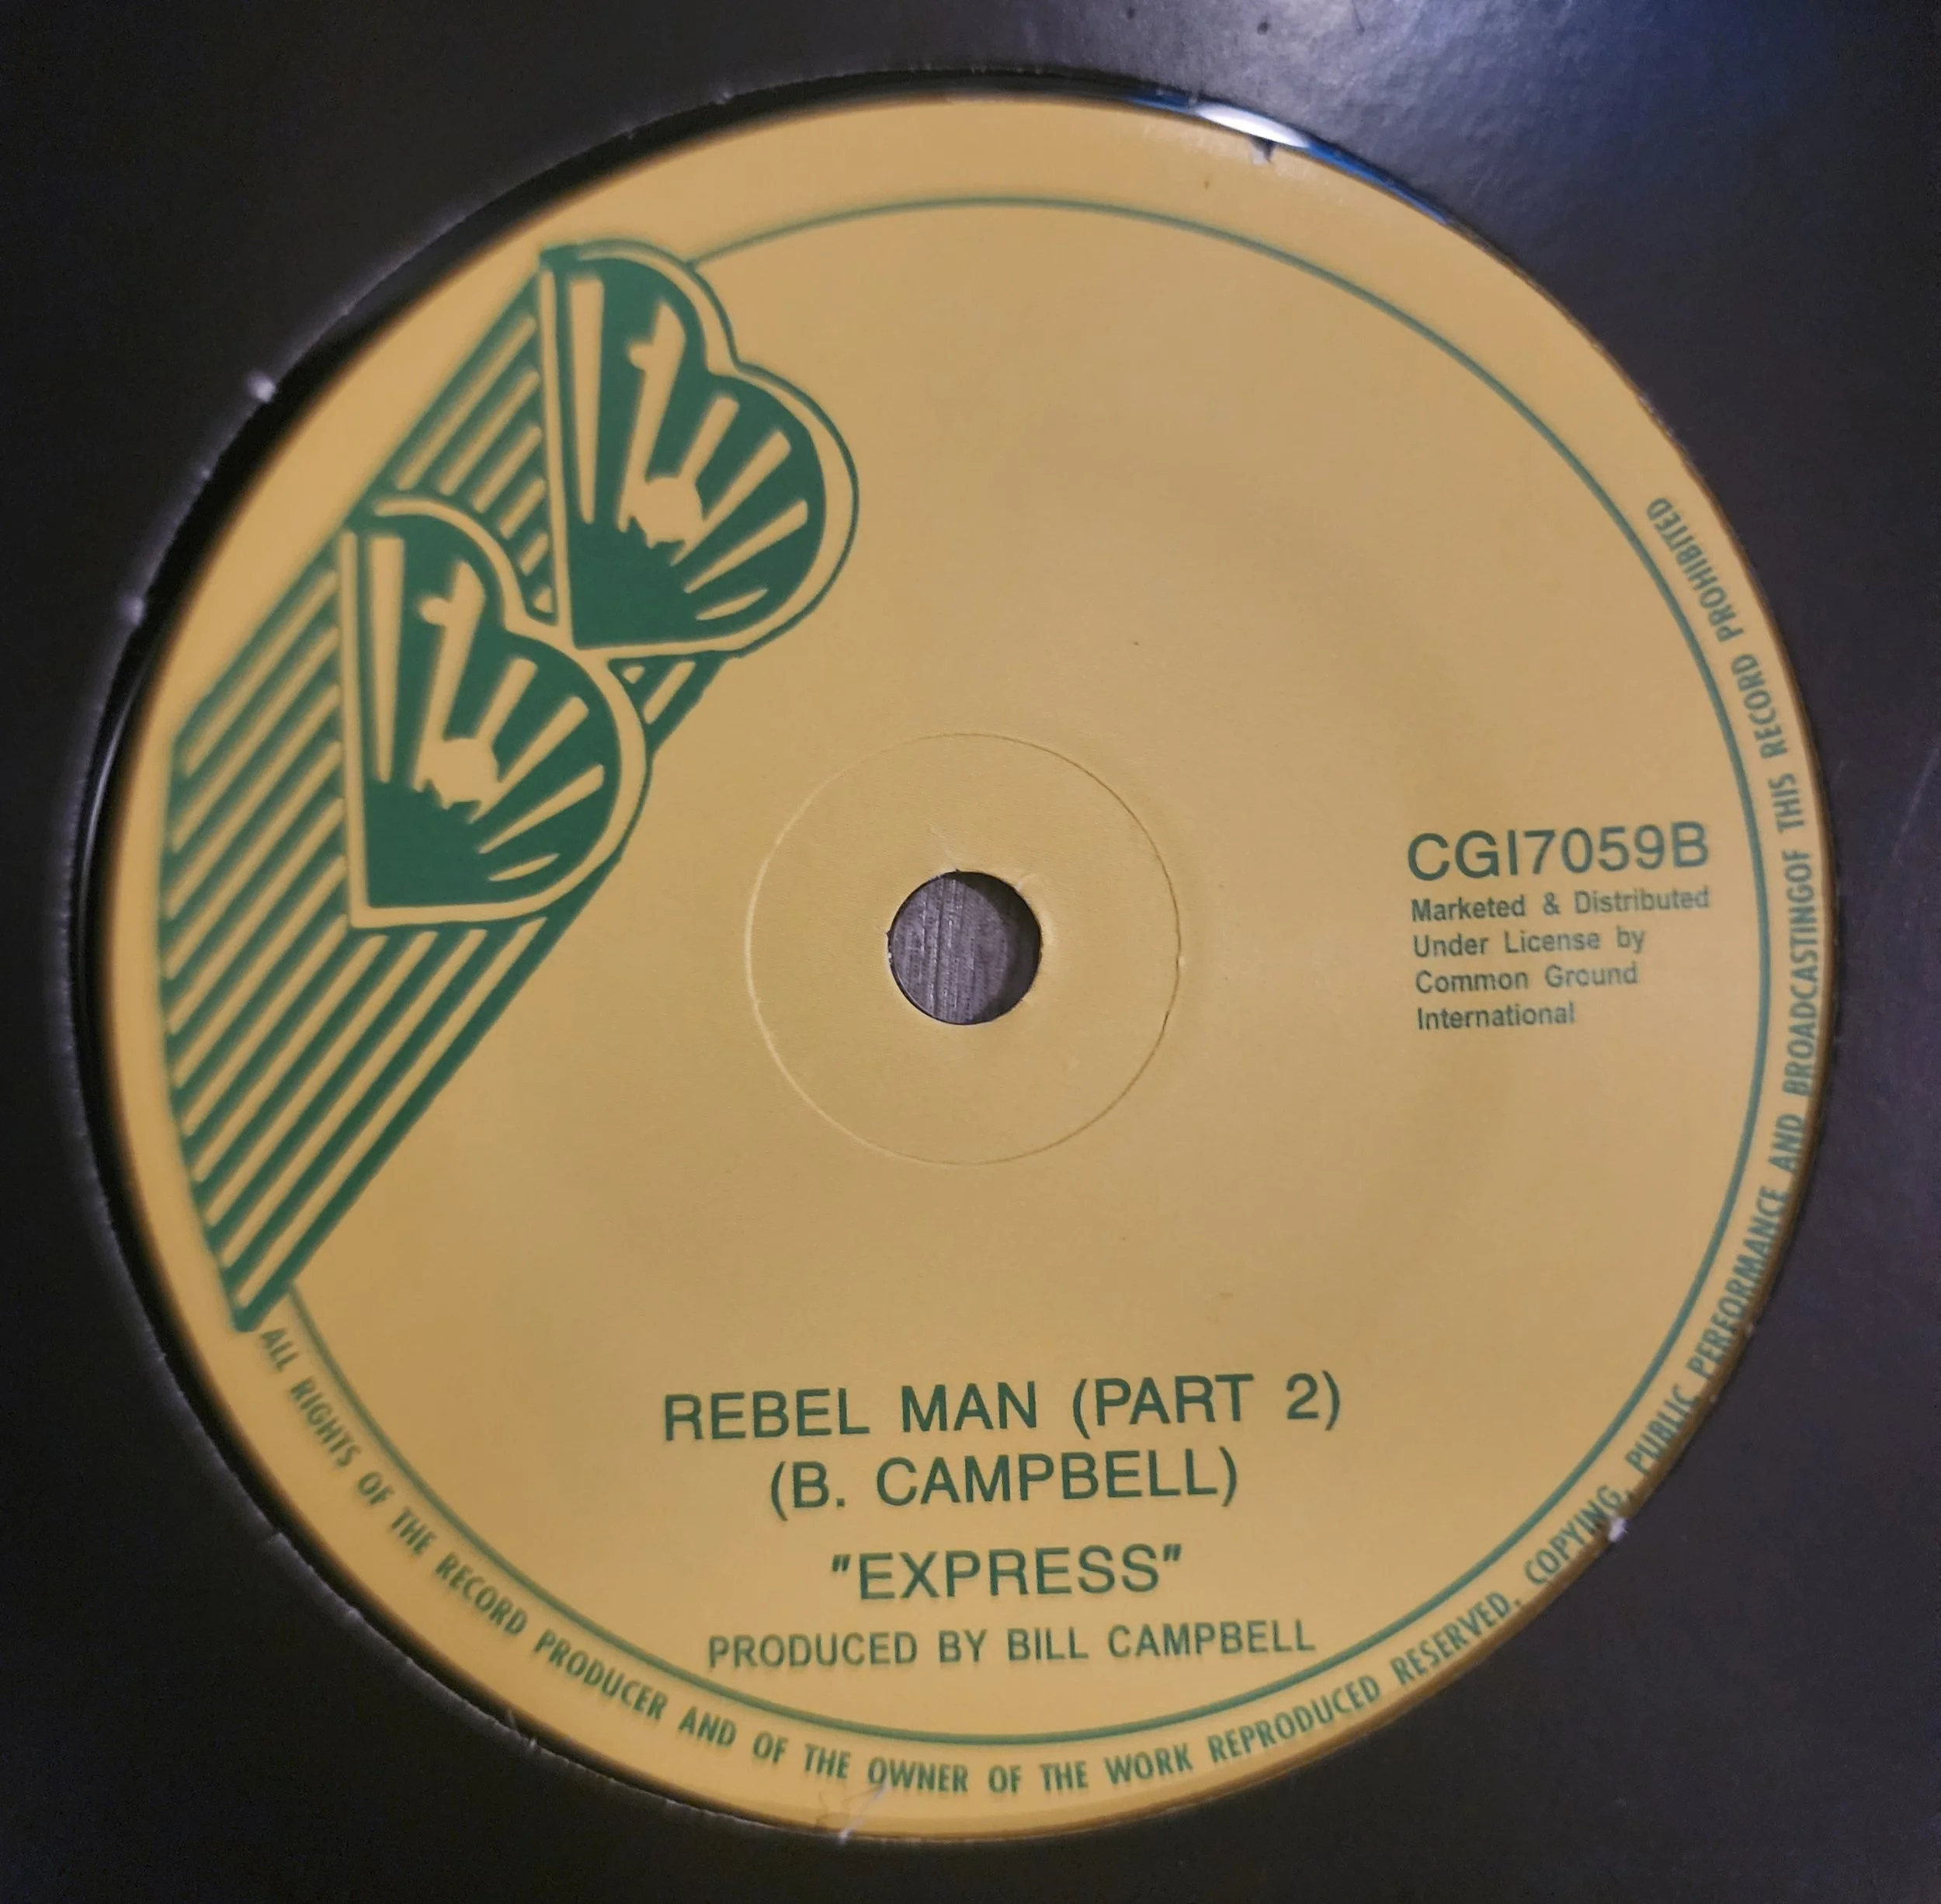 CGI7059B
Marketed & Distributed
Under License by
Common Ground
International
REBEL MAN (PART 2)
(B. CAMPBELL)
"EXPRESS"
PRODUCED BY BILL CAMPBELL
ALL RIGHTS OF THE RECORD PRODUCER AND OF THE OWNER OF THE WORK REPRODUCED RESERVED, COPYING, PUBLIC PERFORMANCE AND BROADCASTINGOF THIS RECORD PROHIBITED